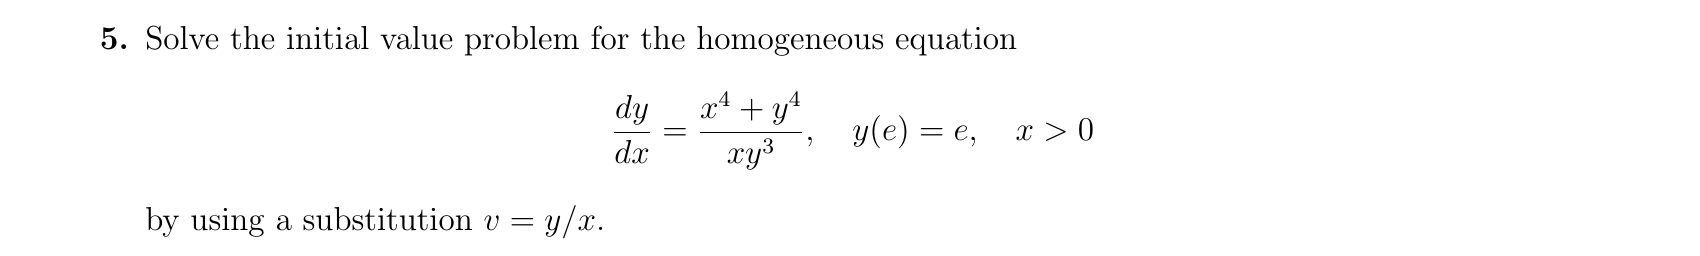 5. Solve the initial value problem for the homogeneous equation
dy/dx = (x^4 + y^4)/(xy^3), y(e) = e, x > 0
by using a substitution v = y/x.